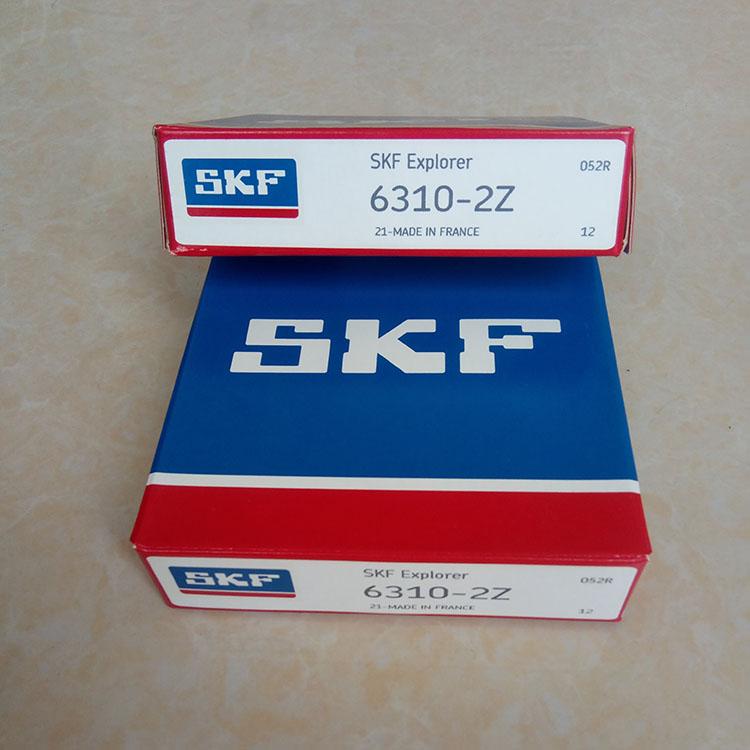 SKF
SKF Explorer
6310-2Z
21-MADE IN FRANCE
052R
12
SKF
SKF
SKF Explorer
6310-2Z
21-MADE IN FRANCE
052R
12